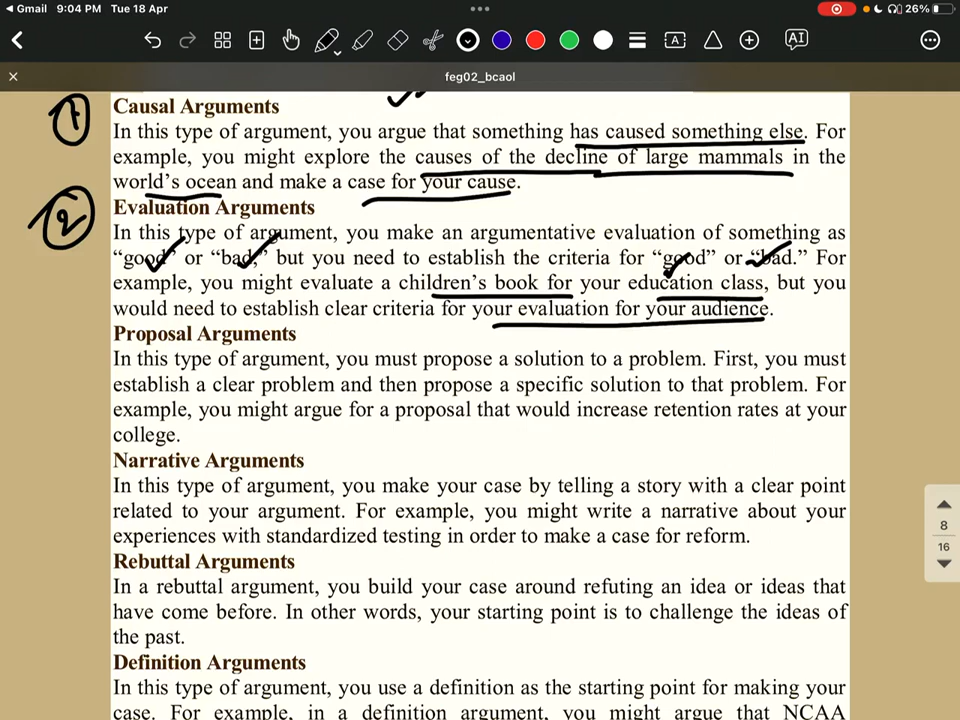 Gmail 9:04 PM Tue 18 Apr 26%
A AI
feg02_bcaol
1 Causal Arguments
In this type of argument, you argue that something has caused something else. For
example, you might explore the causes of the decline of large mammals in the
world’s ocean and make a case for your cause.
2 Evaluation Arguments
In this type of argument, you make an argumentative evaluation of something as
“good” or “bad,” but you need to establish the criteria for “good” or “bad.” For
example, you might evaluate a children’s book for your education class, but you
would need to establish clear criteria for your evaluation for your audience.
Proposal Arguments
In this type of argument, you must propose a solution to a problem. First, you must
establish a clear problem and then propose a specific solution to that problem. For
example, you might argue for a proposal that would increase retention rates at your
college.
Narrative Arguments
In this type of argument, you make your case by telling a story with a clear point
related to your argument. For example, you might write a narrative about your
experiences with standardized testing in order to make a case for reform.
Rebuttal Arguments
In a rebuttal argument, you build your case around refuting an idea or ideas that
have come before. In other words, your starting point is to challenge the ideas of
the past.
Definition Arguments
In this type of argument, you use a definition as the starting point for making your
case. For example, in a definition argument, you might argue that NCAA
8
16